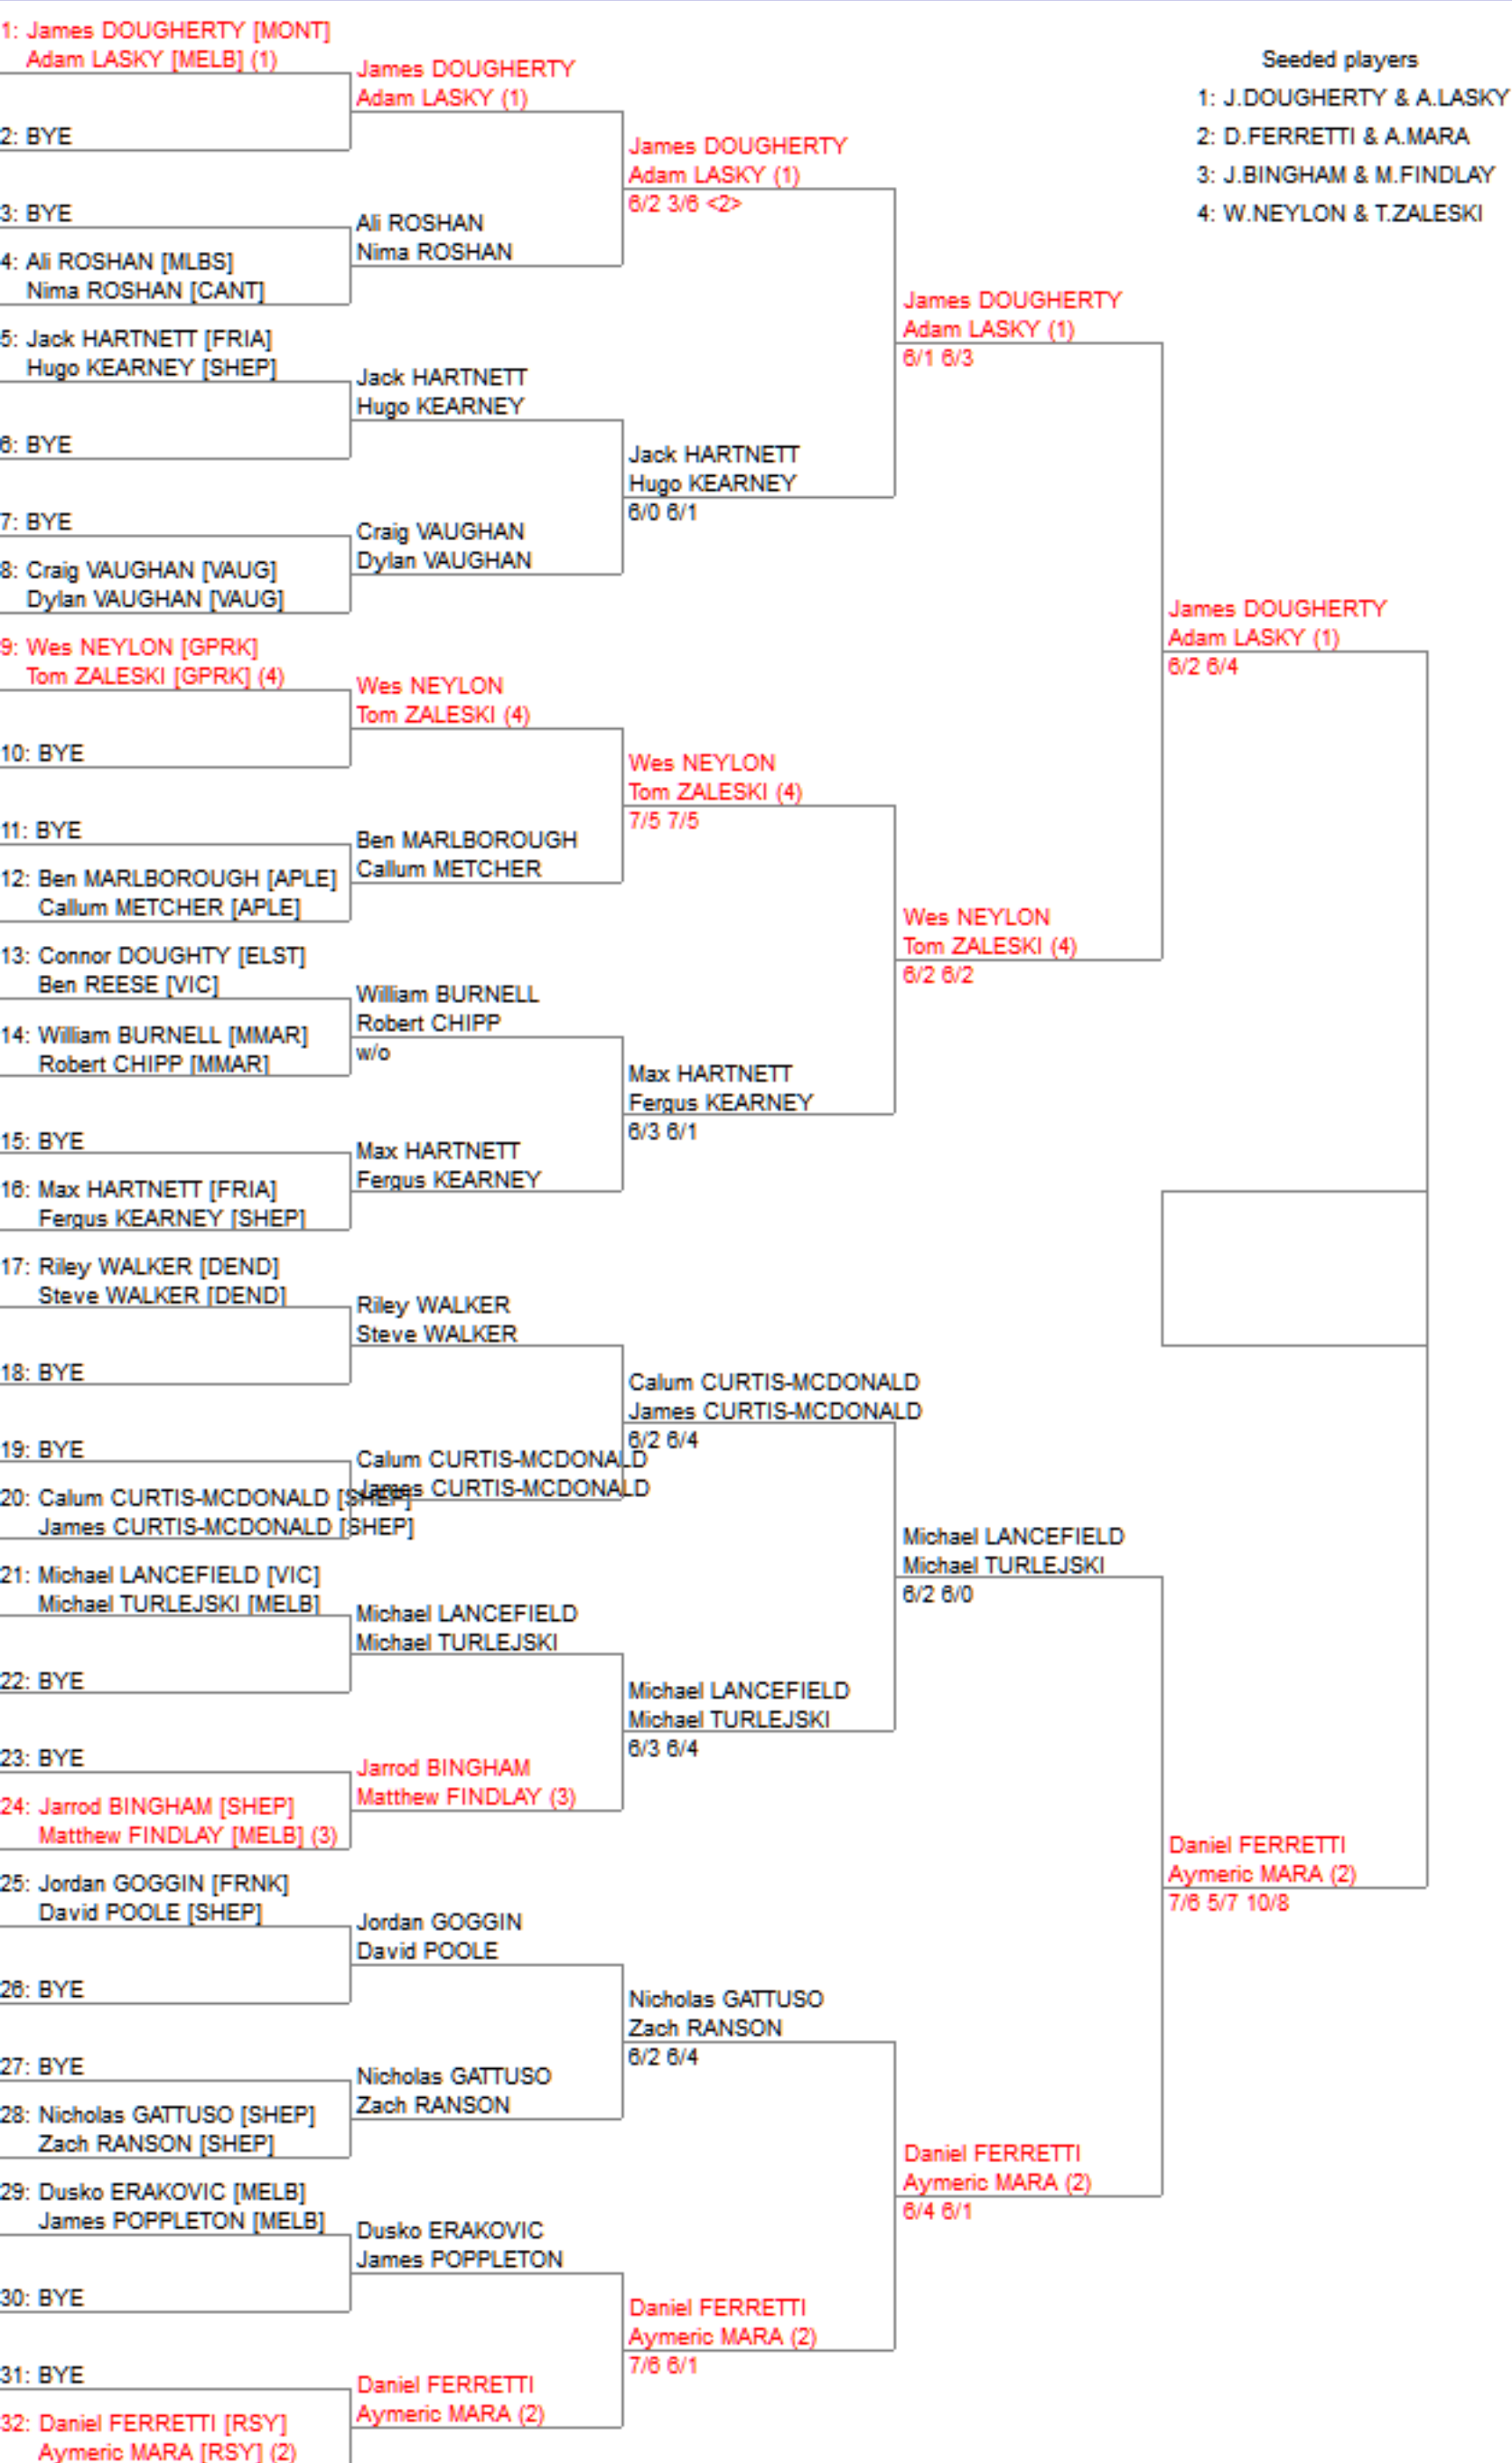 1: James DOUGHERTY [MONT]
Adam LASKY [MELB] (1)
2: BYE
3: BYE
4: Ali ROSHAN [MLBS]
Nima ROSHAN [CANT]
5: Jack HARTNETT [FRIA]
Hugo KEARNEY [SHEP]
6: BYE
7: BYE
8: Craig VAUGHAN [VAUG]
Dylan VAUGHAN [VAUG]
9: Wes NEYLON [GPRK]
Tom ZALESKI [GPRK] (4)
10: BYE
11: BYE
12: Ben MARLBOROUGH [APLE]
Callum METCHER [APLE]
13: Connor DOUGHTY [ELST]
Ben REESE [VIC]
14: William BURNELL [MMAR]
Robert CHIPP [MMAR]
15: BYE
16: Max HARTNETT [FRIA]
Fergus KEARNEY [SHEP]
17: Riley WALKER [DEND]
Steve WALKER [DEND]
18: BYE
19: BYE
20: Calum CURTIS-MCDONALD [SHEP]
James CURTIS-MCDONALD [SHEP]
21: Michael LANCEFIELD [VIC]
Michael TURLEJSKI [MELB]
22: BYE
23: BYE
24: Jarrod BINGHAM [SHEP]
Matthew FINDLAY [MELB] (3)
25: Jordan GOGGIN [FRNK]
David POOLE [SHEP]
26: BYE
27: BYE
28: Nicholas GATTUSO [SHEP]
Zach RANSON [SHEP]
29: Dusko ERAKOVIC [MELB]
James POPPLETON [MELB]
30: BYE
31: BYE
32: Daniel FERRETTI [RSY]
Aymeric MARA [RSY] (2)
James DOUGHERTY
Adam LASKY (1)
Ali ROSHAN
Nima ROSHAN
Jack HARTNETT
Hugo KEARNEY
Craig VAUGHAN
Dylan VAUGHAN
Wes NEYLON
Tom ZALESKI (4)
Ben MARLBOROUGH
Callum METCHER
William BURNELL
Robert CHIPP
w/o
Max HARTNETT
Fergus KEARNEY
Riley WALKER
Steve WALKER
Calum CURTIS-MCDONALD
James CURTIS-MCDONALD
Michael LANCEFIELD
Michael TURLEJSKI
Jarrod BINGHAM
Matthew FINDLAY (3)
Jordan GOGGIN
David POOLE
Nicholas GATTUSO
Zach RANSON
Dusko ERAKOVIC
James POPPLETON
Daniel FERRETTI
Aymeric MARA (2)
James DOUGHERTY
Adam LASKY (1)
6/2 3/6 <2>
Jack HARTNETT
Hugo KEARNEY
6/0 6/1
Wes NEYLON
Tom ZALESKI (4)
7/5 7/5
Max HARTNETT
Fergus KEARNEY
6/3 6/1
Calum CURTIS-MCDONALD
James CURTIS-MCDONALD
6/2 6/4
Michael LANCEFIELD
Michael TURLEJSKI
6/3 6/4
Nicholas GATTUSO
Zach RANSON
6/2 6/4
Daniel FERRETTI
Aymeric MARA (2)
7/6 6/1
James DOUGHERTY
Adam LASKY (1)
6/1 6/3
Wes NEYLON
Tom ZALESKI (4)
6/2 6/2
Michael LANCEFIELD
Michael TURLEJSKI
6/2 6/0
Daniel FERRETTI
Aymeric MARA (2)
6/4 6/1
James DOUGHERTY
Adam LASKY (1)
6/2 6/4
Daniel FERRETTI
Aymeric MARA (2)
7/6 5/7 10/8
Seeded players
1: J.DOUGHERTY & A.LASKY
2: D.FERRETTI & A.MARA
3: J.BINGHAM & M.FINDLAY
4: W.NEYLON & T.ZALESKI